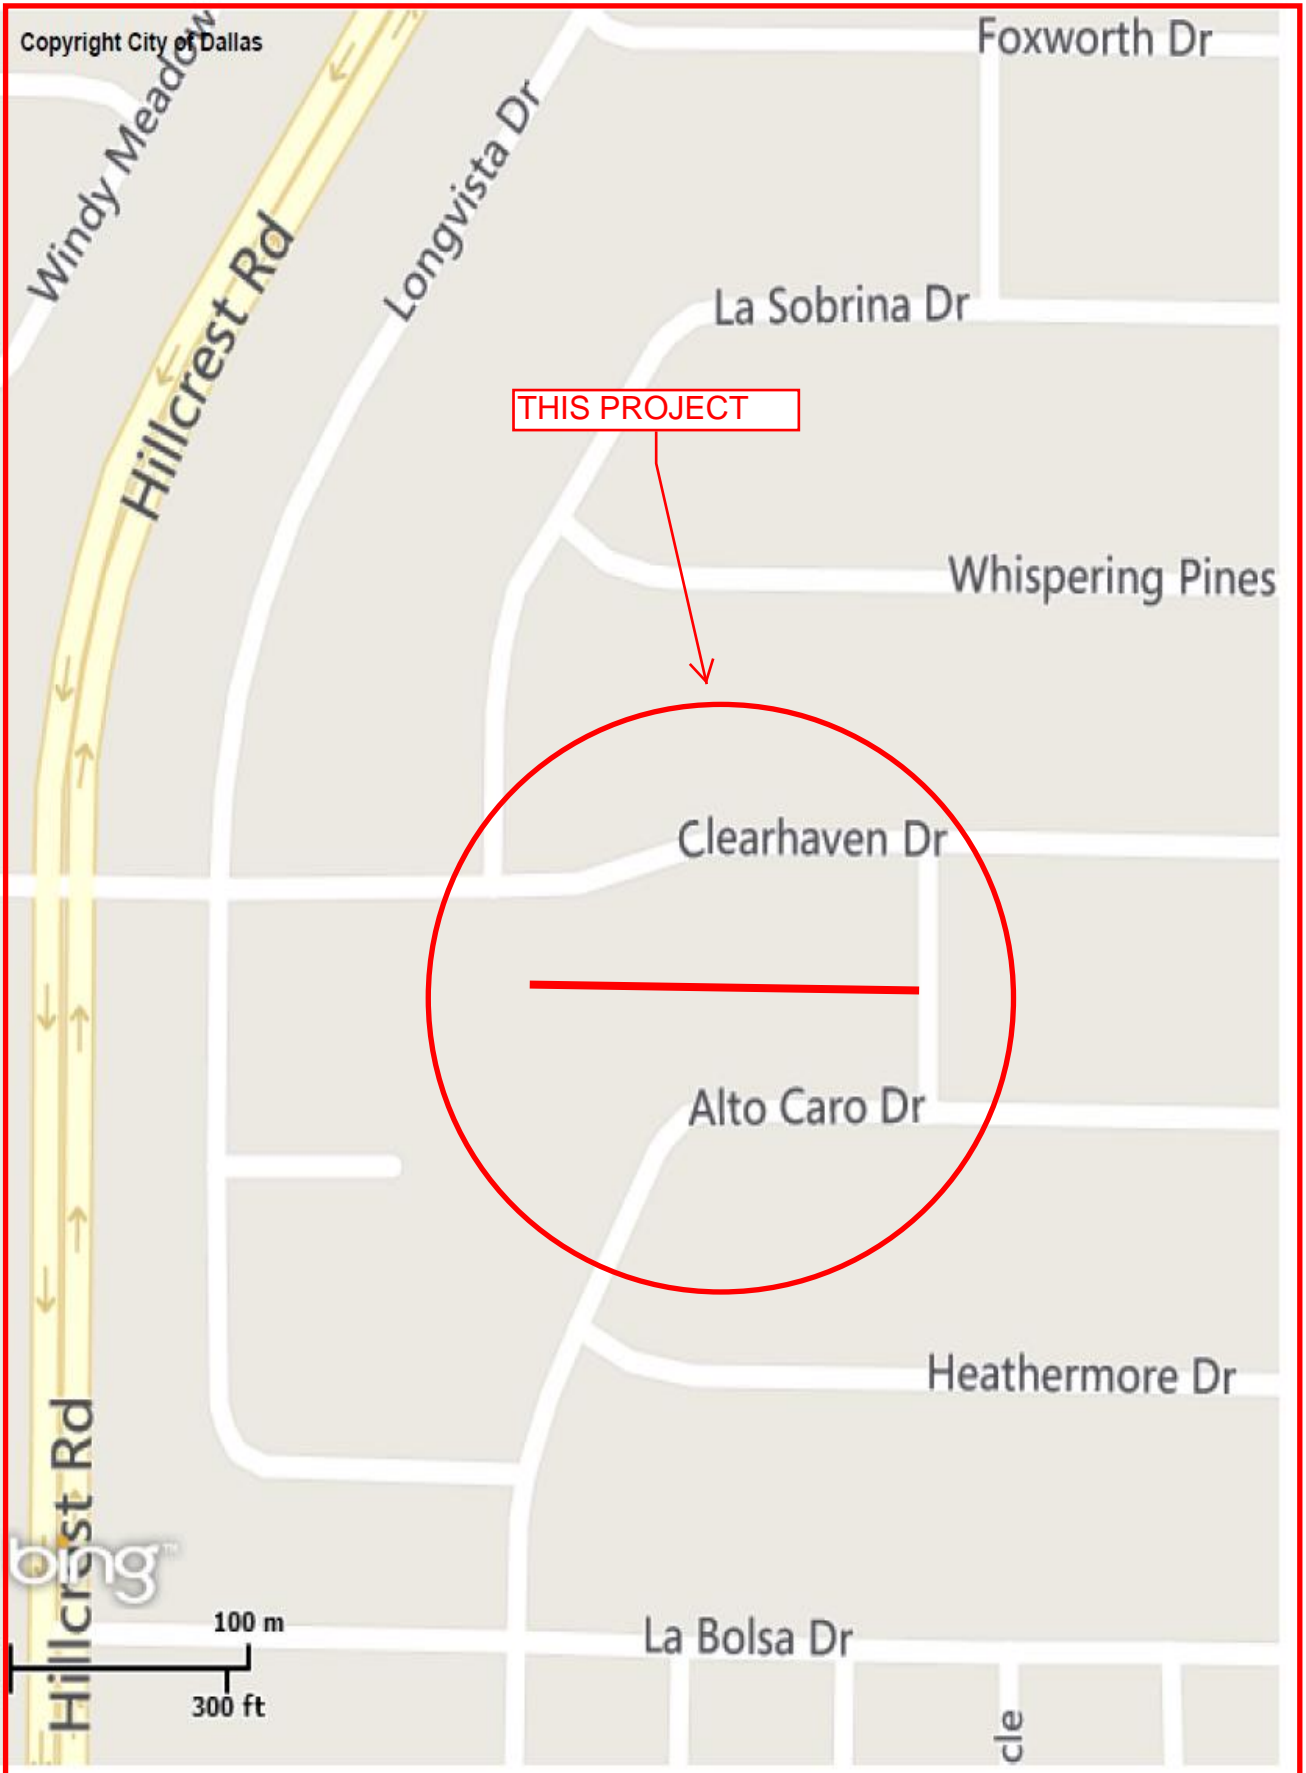 Copyright City of Dallas
Foxworth Dr
Windy Meadow
Longvista Dr
Hillcrest Rd
La Sobrina Dr
THIS PROJECT
Whispering Pines
Clearhaven Dr
Alto Caro Dr
Heathermore Dr
Hillcrest Rd
bing™
100 m
La Bolsa Dr
300 ft
cle